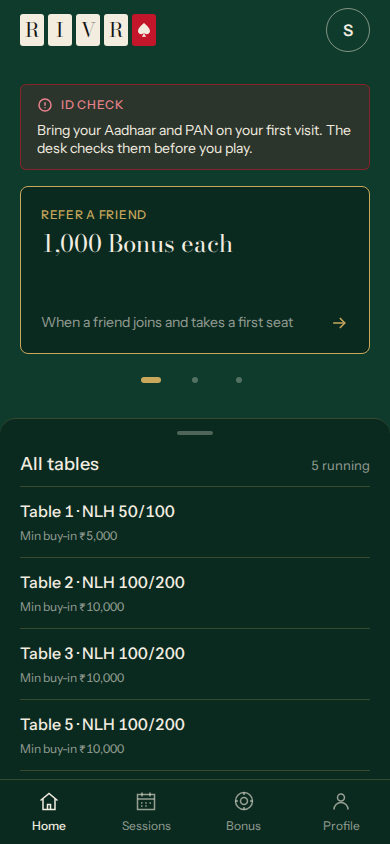 RIVR
S
ID CHECK
Bring your Aadhaar and PAN on your first visit. The
desk checks them before you play.
REFER A FRIEND
1,000 Bonus each
When a friend joins and takes a first seat
All tables
5 running
Table 1 · NLH 50/100
Min buy-in ₹5,000
Table 2 · NLH 100/200
Min buy-in ₹10,000
Table 3 · NLH 100/200
Min buy-in ₹10,000
Table 5 · NLH 100/200
Min buy-in ₹10,000
Home
Sessions
Bonus
Profile